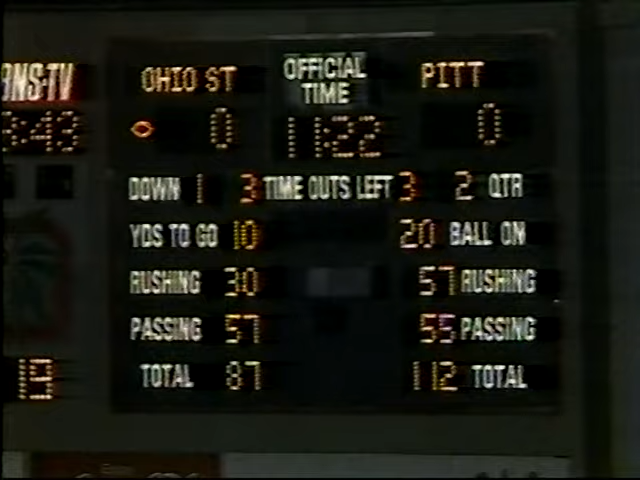 OHIO ST OFFICIAL TIME PITT
0 11:22 0
DOWN 1 3 TIME OUTS LEFT 3 2 QTR
YDS TO GO 10 20 BALL ON
RUSHING 30 57 RUSHING
PASSING 57 55 PASSING
TOTAL 87 112 TOTAL
BNS-TV
:43
19